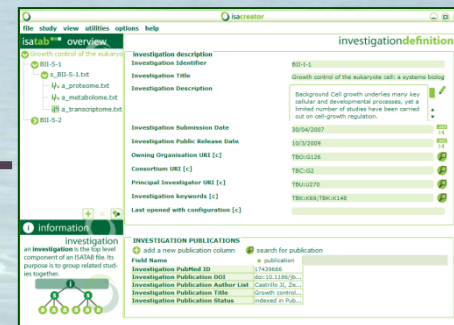 isacreator
file study view utilities options help
isatab overview
investigationdefinition
Growth control of the eukaryote
BII-S-1
s_BII-S-1.txt
a_proteome.txt
a_metabolome.txt
a_transcriptome.txt
BII-S-2
Investigation description
Investigation Identifier BII-I-1
Investigation Title Growth control of the eukaryote cell: a systems biolog
Investigation Description Background Cell growth underlies many key
cellular and developmental processes, yet a
limited number of studies have been carried
out on cell-growth regulation.
Investigation Submission Date 30/04/2007
Investigation Public Release Date 10/3/2009
Owning Organisation URI [c] TBO:G126
Consortium URI [c] TBC:G2
Principal Investigator URI [c] TBU:U270
Investigation keywords [c] TBK:K69;TBK:K148
Last opened with configuration [c]
i information
investigation
an Investigation is the top level
component of an ISATAB file. Its
purpose is to group related stud-
ies together.
INVESTIGATION PUBLICATIONS
add a new publication column search for publication
Field Name publication
Investigation PubMed ID 17439666
Investigation Publication DOI doi:10.1186/jb...
Investigation Publication Author List Castrillo JI, Ze...
Investigation Publication Title Growth control...
Investigation Publication Status indexed in Pub...